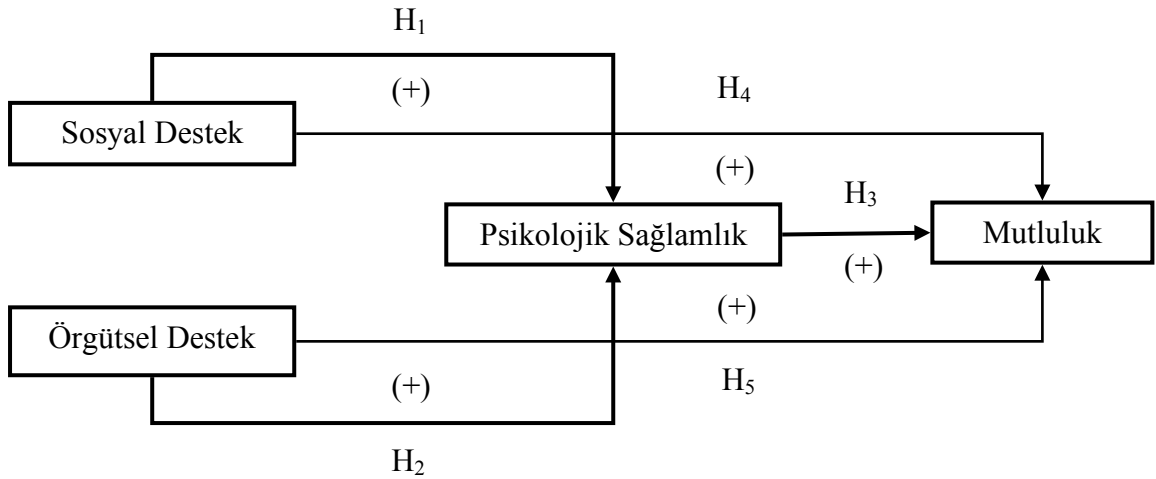 H₁
(+)
H₄
Sosyal Destek
(+)
H₃
Psikolojik Sağlamlık
Mutluluk
(+)
(+)
Örgütsel Destek
(+)
H₅
H₂